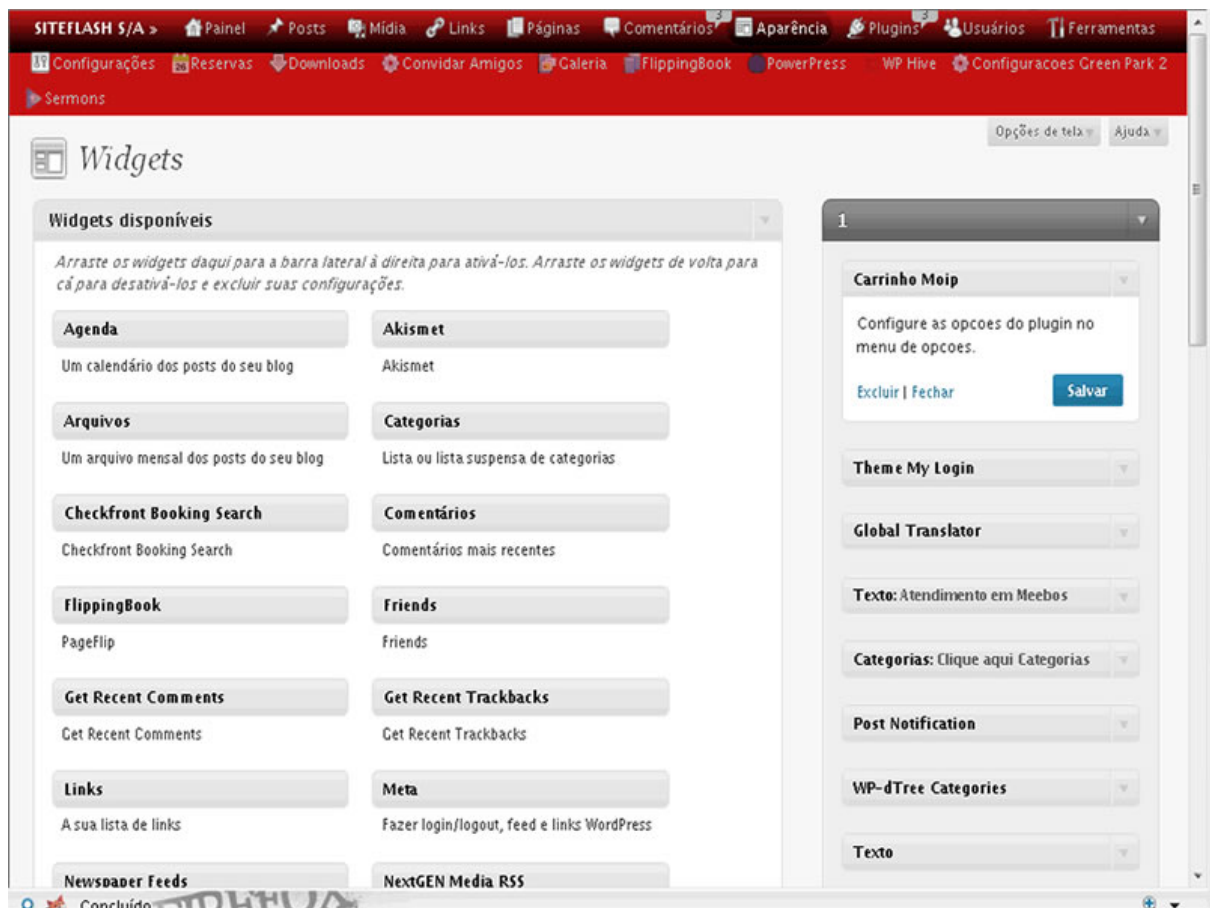 SITEFLASH S/A » Painel Posts Mídia Links Páginas Comentários 3 Aparência Plugins 3 Usuários Ferramentas
Configurações Reservas Downloads Convidar Amigos Galeria FlippingBook PowerPress WP Hive Configuracoes Green Park 2
Sermons
Opções de tela Ajuda
Widgets
Widgets disponíveis
Arraste os widgets daqui para a barra lateral à direita para ativá-los. Arraste os widgets de volta para
cá para desativá-los e excluir suas configurações.
Agenda Akismet
Um calendário dos posts do seu blog Akismet
Arquivos Categorias
Um arquivo mensal dos posts do seu blog Lista ou lista suspensa de categorias
Checkfront Booking Search Comentários
Checkfront Booking Search Comentários mais recentes
FlippingBook Friends
PageFlip Friends
Get Recent Comments Get Recent Trackbacks
Get Recent Comments Get Recent Trackbacks
Links Meta
A sua lista de links Fazer login/logout, feed e links WordPress
Newspaper Feeds NextGEN Media RSS
1
Carrinho Moip
Configure as opcoes do plugin no
menu de opcoes.
Excluir | Fechar Salvar
Theme My Login
Global Translator
Texto: Atendimento em Meebos
Categorias: Clique aqui Categorias
Post Notification
WP-dTree Categories
Texto
Concluído